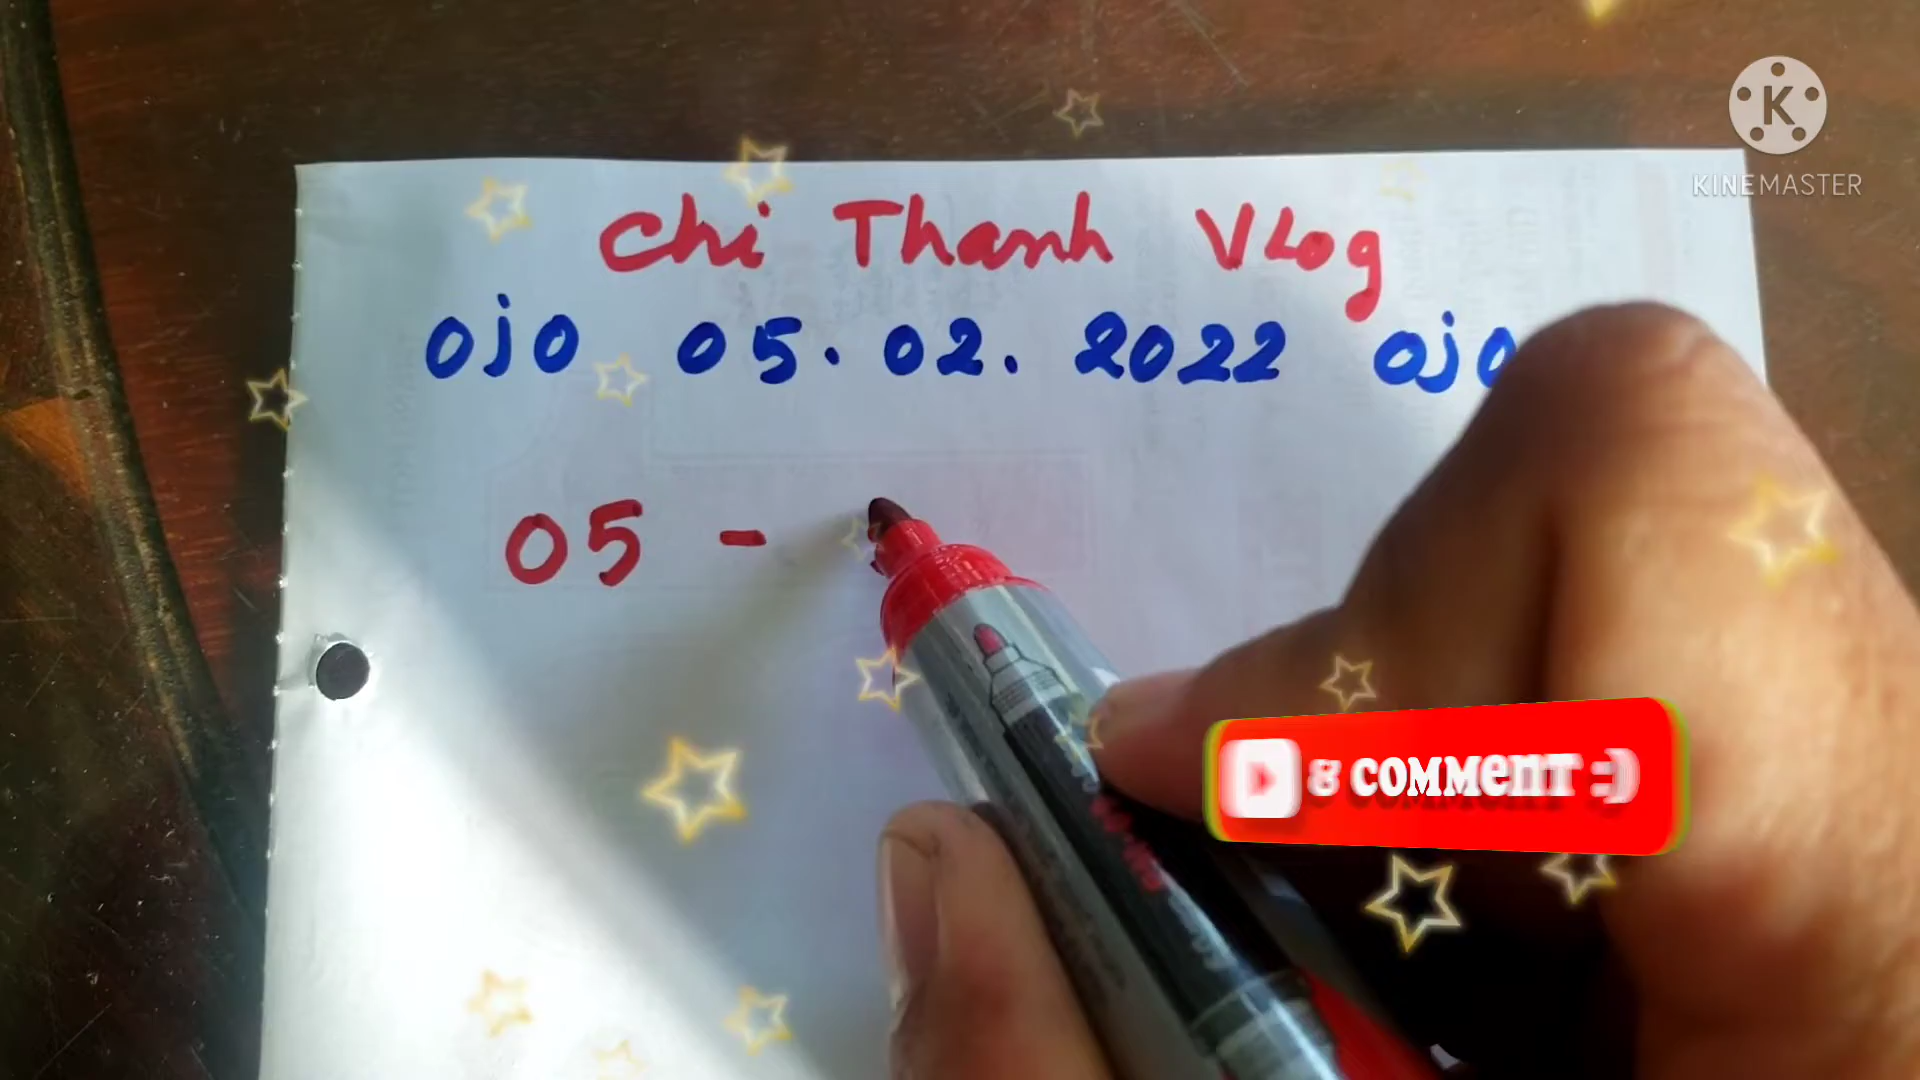 KINEMASTER
Chi Thanh Vlog
ojo 05.02.2022 ojo
05 -
& COMMENT :)